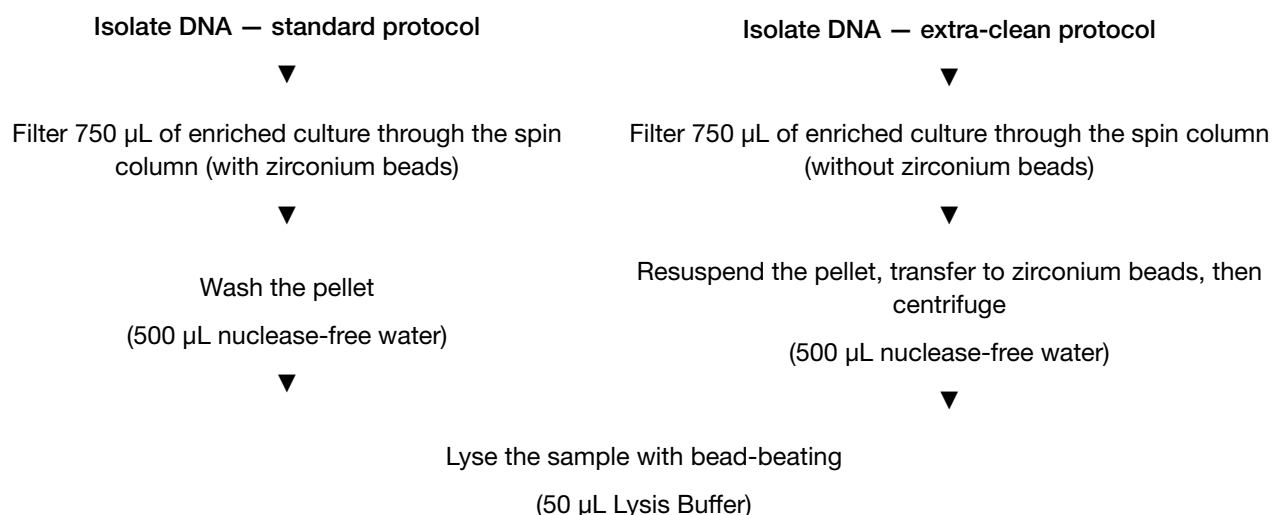 Isolate DNA — standard protocol
▼
Filter 750 µL of enriched culture through the spin
column (with zirconium beads)
▼
Wash the pellet
(500 µL nuclease-free water)
▼
Isolate DNA — extra-clean protocol
▼
Filter 750 µL of enriched culture through the spin column
(without zirconium beads)
▼
Resuspend the pellet, transfer to zirconium beads, then
centrifuge
(500 µL nuclease-free water)
▼
Lyse the sample with bead-beating
(50 µL Lysis Buffer)